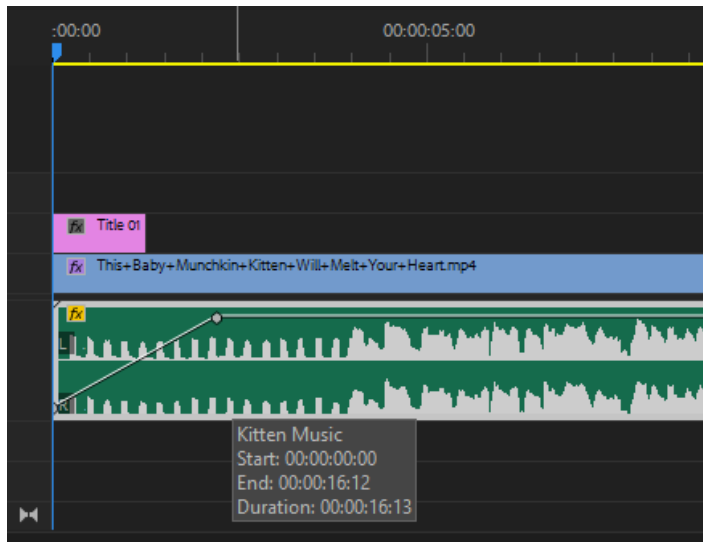 :00:00 00:00:05:00
fx Title 01
fx This+Baby+Munchkin+Kitten+Will+Melt+Your+Heart.mp4
fx
L
R
Kitten Music
Start: 00:00:00:00
End: 00:00:16:12
Duration: 00:00:16:13